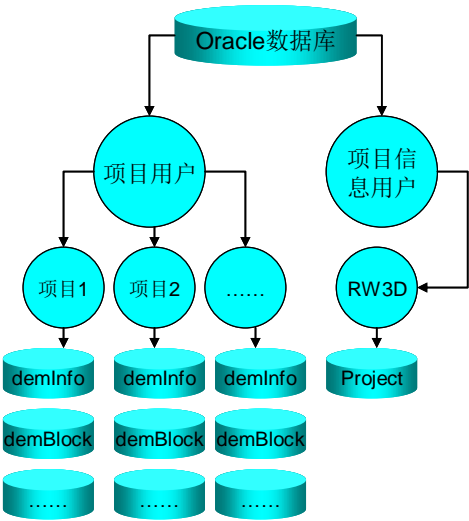 Oracle数据库
项目用户
项目信
息用户
项目1
项目2
……
RW3D
demInfo
demInfo
demInfo
Project
demBlock
demBlock
demBlock
……
……
……